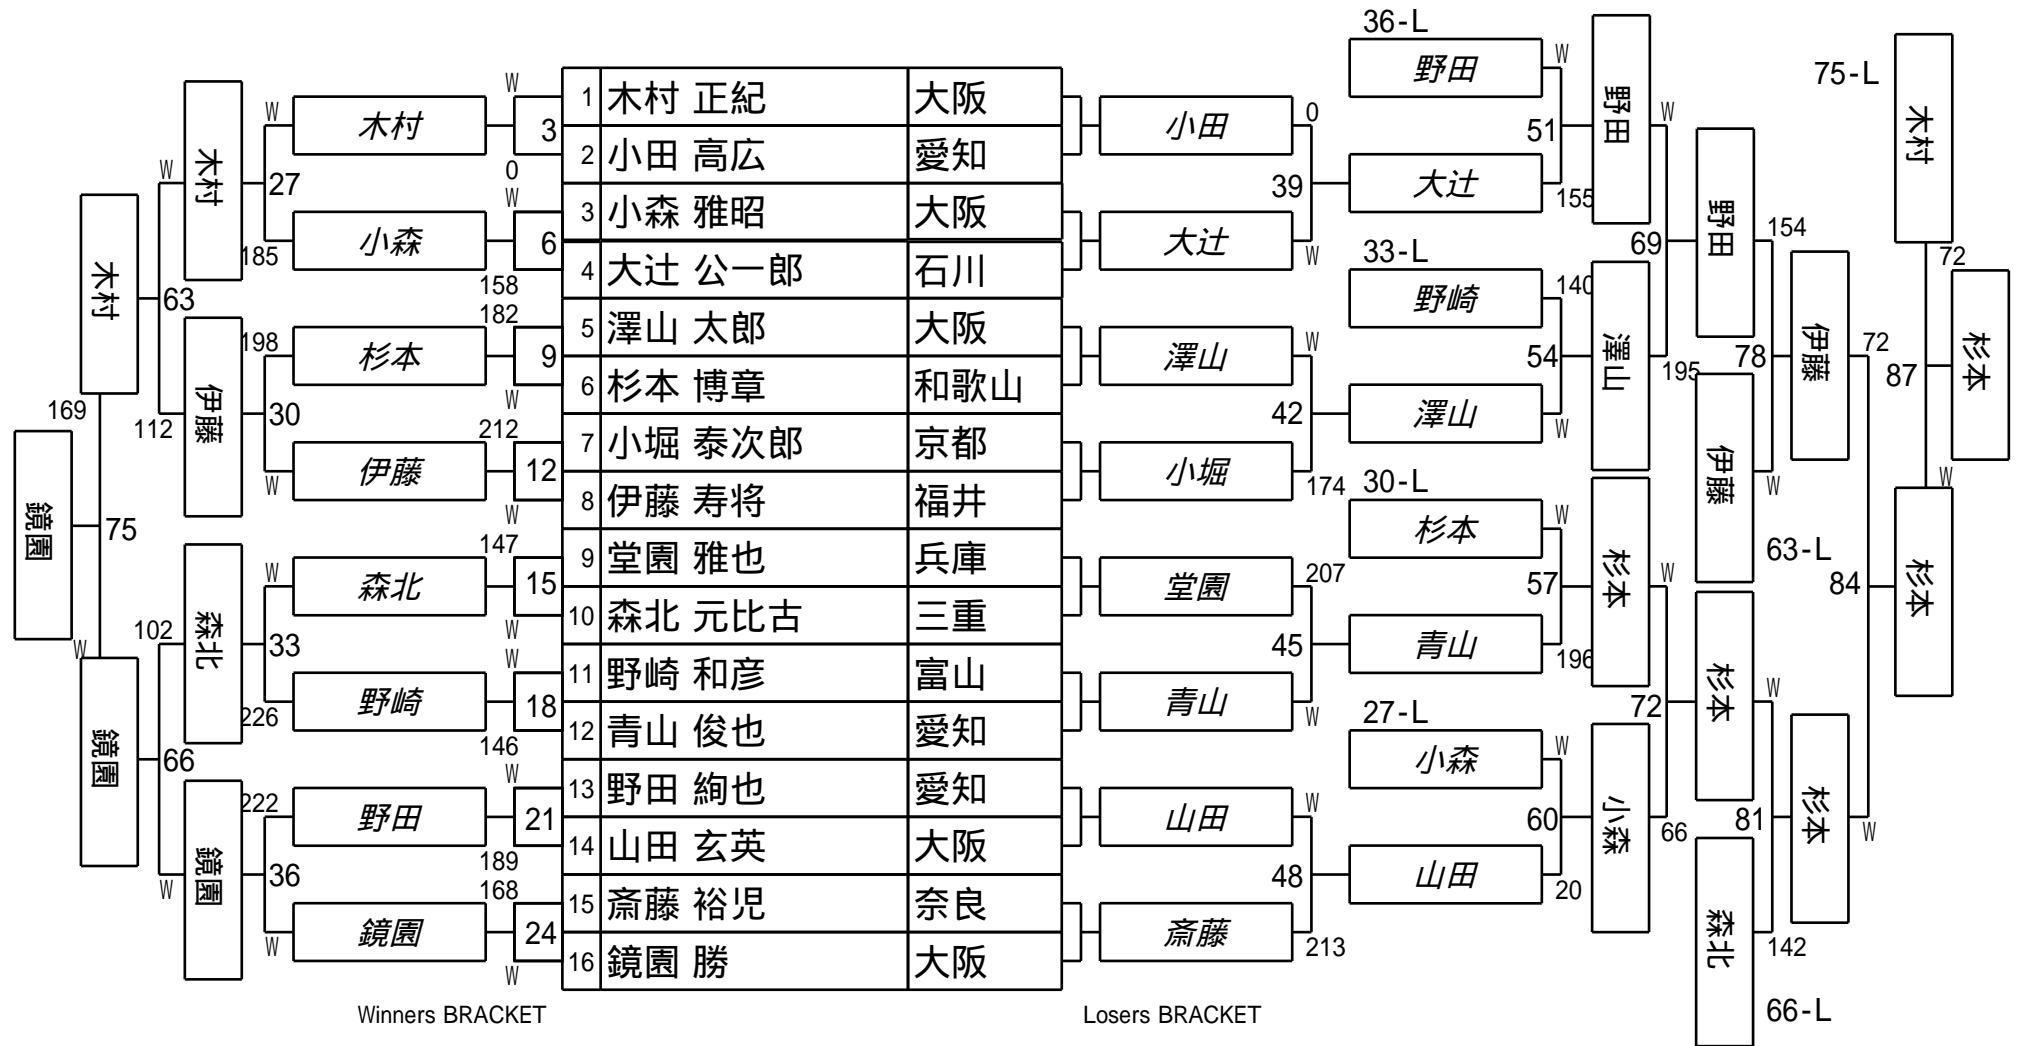 36-L
野田
W
75-L
木村
野田
W
1 木村 正紀 大阪
W
木村
3
小田
0
51
W
2 小田 高広 愛知
0
木村
27
W
39
大辻
155
野田
154
3 小森 雅昭 大阪
W
185
小森
6
大辻
W
33-L
69
72
4 大辻 公一郎 石川
158
木村
63
野崎
140
澤山
杉本
5 澤山 太郎 大阪
182
198
杉本
9
澤山
W
54
195
78
伊藤
72
87
6 杉本 博章 和歌山
W
169
112
伊藤
30
42
澤山
W
7 小堀 泰次郎 京都
212
伊藤
12
W
小堀
174
30-L
伊藤
W
W
8 伊藤 寿将 福井
W
鏡園
75
杉本
W
杉本
63-L
9 堂園 雅也 兵庫
147
W
森北
15
堂園
207
57
W
84
杉本
10 森北 元比古 三重
W
102
森北
33
45
青山
196
W
11 野崎 和彦 富山
W
226
野崎
18
青山
W
27-L
72
杉本
W
12 青山 俊也 愛知
146
鏡園
66
小森
W
小森
13 野田 絢也 愛知
W
222
野田
21
山田
W
60
66
81
杉本
W
14 山田 玄英 大阪
189
W
鏡園
36
48
山田
20
15 斎藤 裕児 奈良
168
W
鏡園
24
斎藤
213
森北
142
16 鏡園 勝 大阪
W
66-L
Winners BRACKET
Losers BRACKET